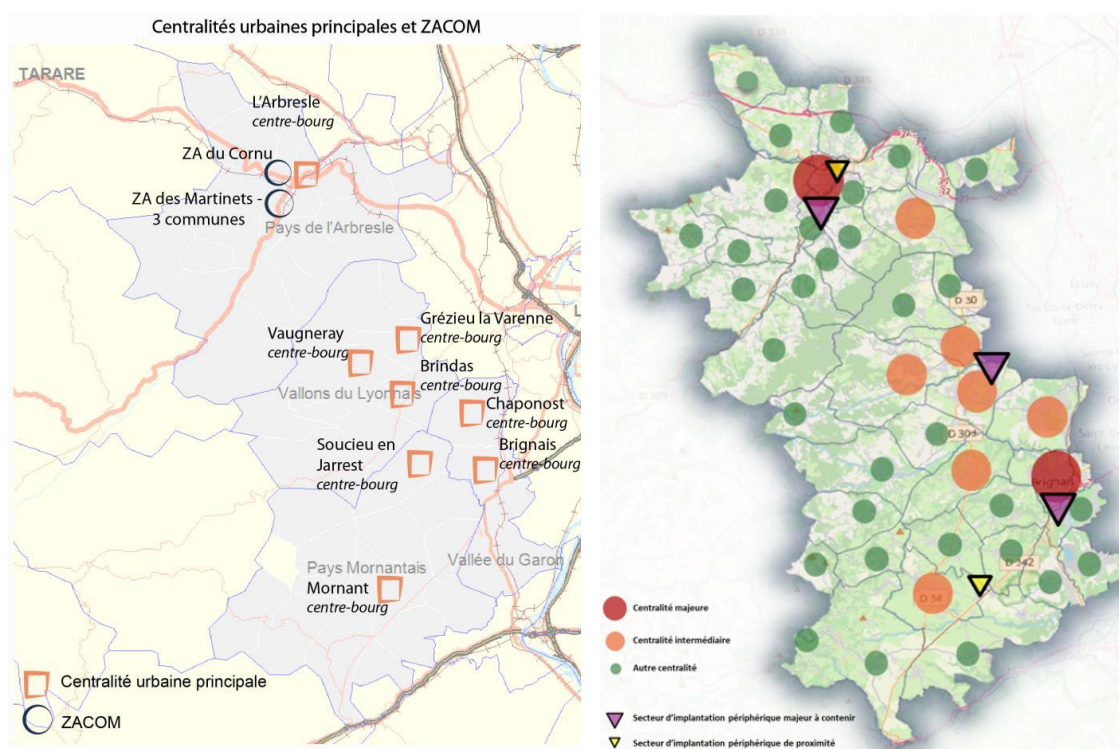 Centralités urbaines principales et ZACOM
TARARE
L'Arbresle
centre-bourg
ZA du Cornu
ZA des Martinets -
3 communes
Pays de l'Arbresle
Grézieu la Varenne
centre-bourg
Vaugneray
centre-bourg
Brindas
centre-bourg
Vallons du Lyonnais
Chaponost
centre-bourg
Soucieu en
Jarrest
centre-bourg
Brignais
centre-bourg
Vallée du Garon
Pays Mornantais
Mornant
centre-bourg
Centralité urbaine principale
ZACOM
D 30
Brignais
D 342
D 34
Centralité majeure
Centralité intermédiaire
Autre centralité
Secteur d'implantation périphérique majeur à contenir
Secteur d'implantation périphérique de proximité